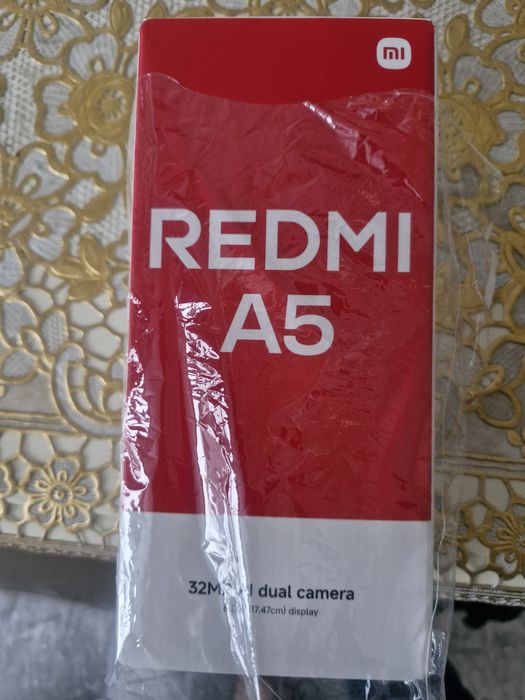 mi
REDMI
A5
dual camera
17.47cm) display